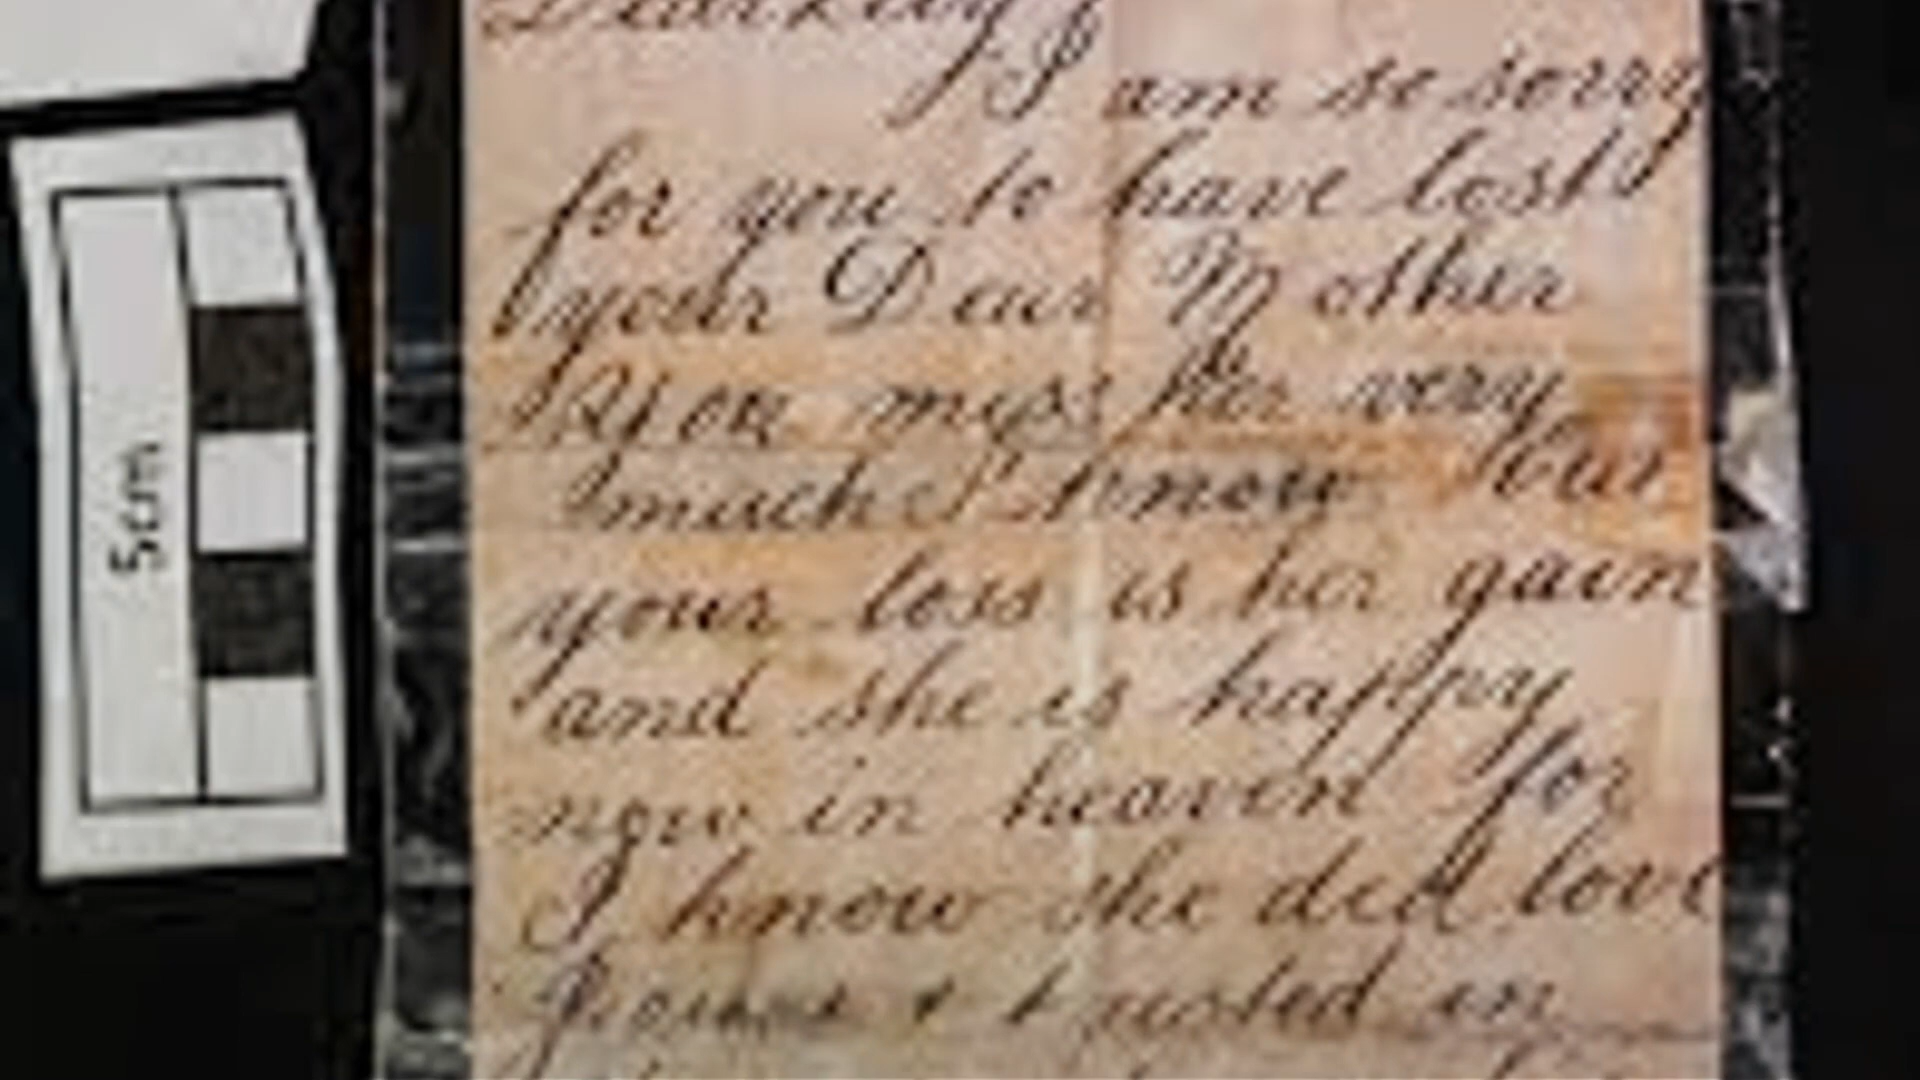 I am so sorry
for you to have lost
your Dear Mother
You miss her very
much I know but
your loss is her gain
and she is happy
now in heaven for
I know she did love
Jesus & trusted in
5cm